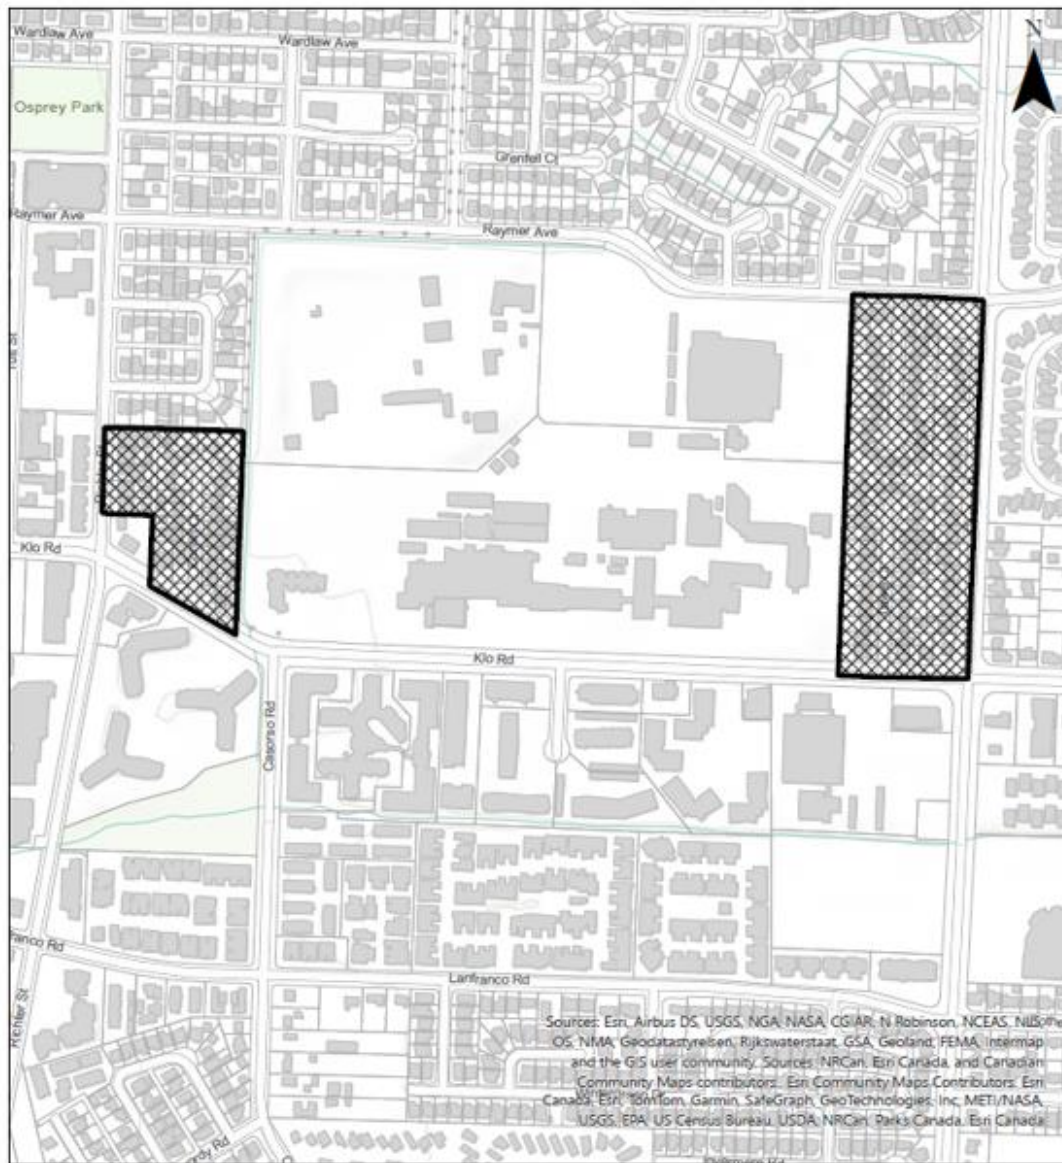 Wardlaw Ave
Wardlaw Ave
N
Osprey Park
Grenfell Ct
Raymer Ave
Raymer Ave
Klo Rd
Klo Rd
Casorso Rd
Lanfranco Rd
Richter St
Sources: Esri, Airbus DS, USGS, NGA, NASA, CGIAR, N Robinson, NCEAS, NLS,
OS, NMA, Geodatastyrelsen, Rijkswaterstaat, GSA, Geoland, FEMA, Intermap
and the GIS user community, Sources: NRCan, Esri Canada, and Canadian
Community Maps contributors., Esri Community Maps Contributors, Esri
Canada, Esri, TomTom, Garmin, SafeGraph, GeoTechnologies, Inc, METI/NASA,
USGS, EPA, US Census Bureau, USDA, NRCan, Parks Canada, Esri Canada